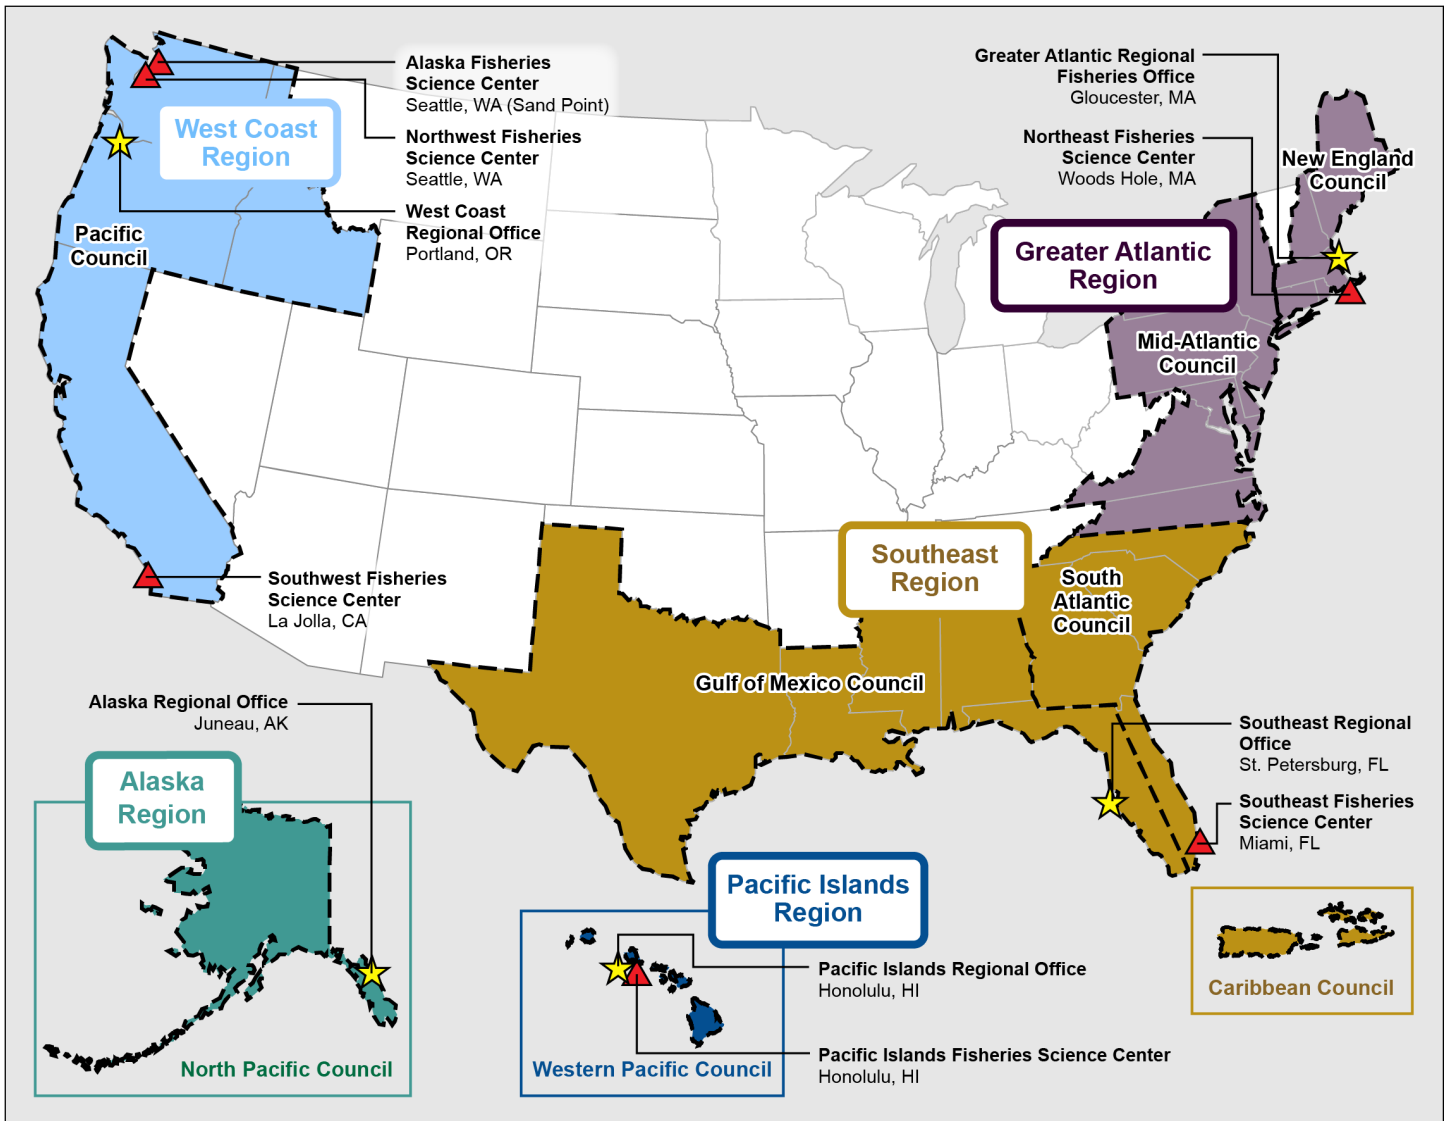 Alaska Fisheries
Science Center
Seattle, WA (Sand Point)
Northwest Fisheries
Science Center
Seattle, WA
West Coast
Regional Office
Portland, OR
West Coast
Region
Pacific
Council
Greater Atlantic Regional
Fisheries Office
Gloucester, MA
Northeast Fisheries
Science Center
Woods Hole, MA
New England
Council
Greater Atlantic
Region
Mid-Atlantic
Council
Southeast
Region
South
Atlantic
Council
Southwest Fisheries
Science Center
La Jolla, CA
Gulf of Mexico Council
Alaska Regional Office
Juneau, AK
Southeast Regional
Office
St. Petersburg, FL
Southeast Fisheries
Science Center
Miami, FL
Alaska
Region
North Pacific Council
Pacific Islands
Region
Pacific Islands Regional Office
Honolulu, HI
Pacific Islands Fisheries Science Center
Honolulu, HI
Western Pacific Council
Caribbean Council